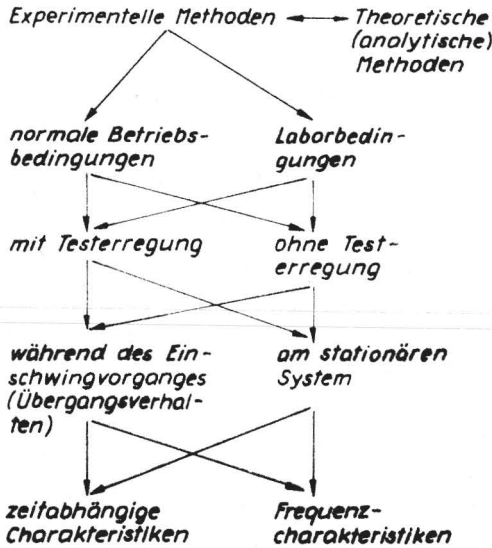 Experimentelle Methoden
Theoretische
(analytische)
Methoden
normale Betriebs-
bedingungen
Laborbedin-
gungen
mit Testerregung
ohne Test-
erregung
während des Ein-
schwingvorganges
(Übergangsverhal-
ten)
am stationären
System
zeitabhängige
Charakteristiken
Frequenz-
charakteristiken